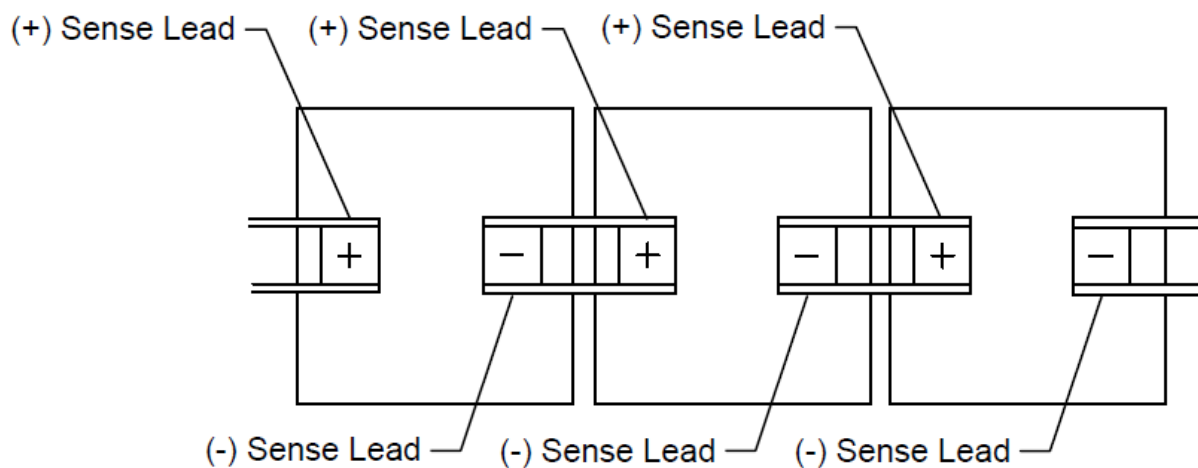 (+) Sense Lead (+) Sense Lead (+) Sense Lead
+ - + - + -
(-) Sense Lead (-) Sense Lead (-) Sense Lead